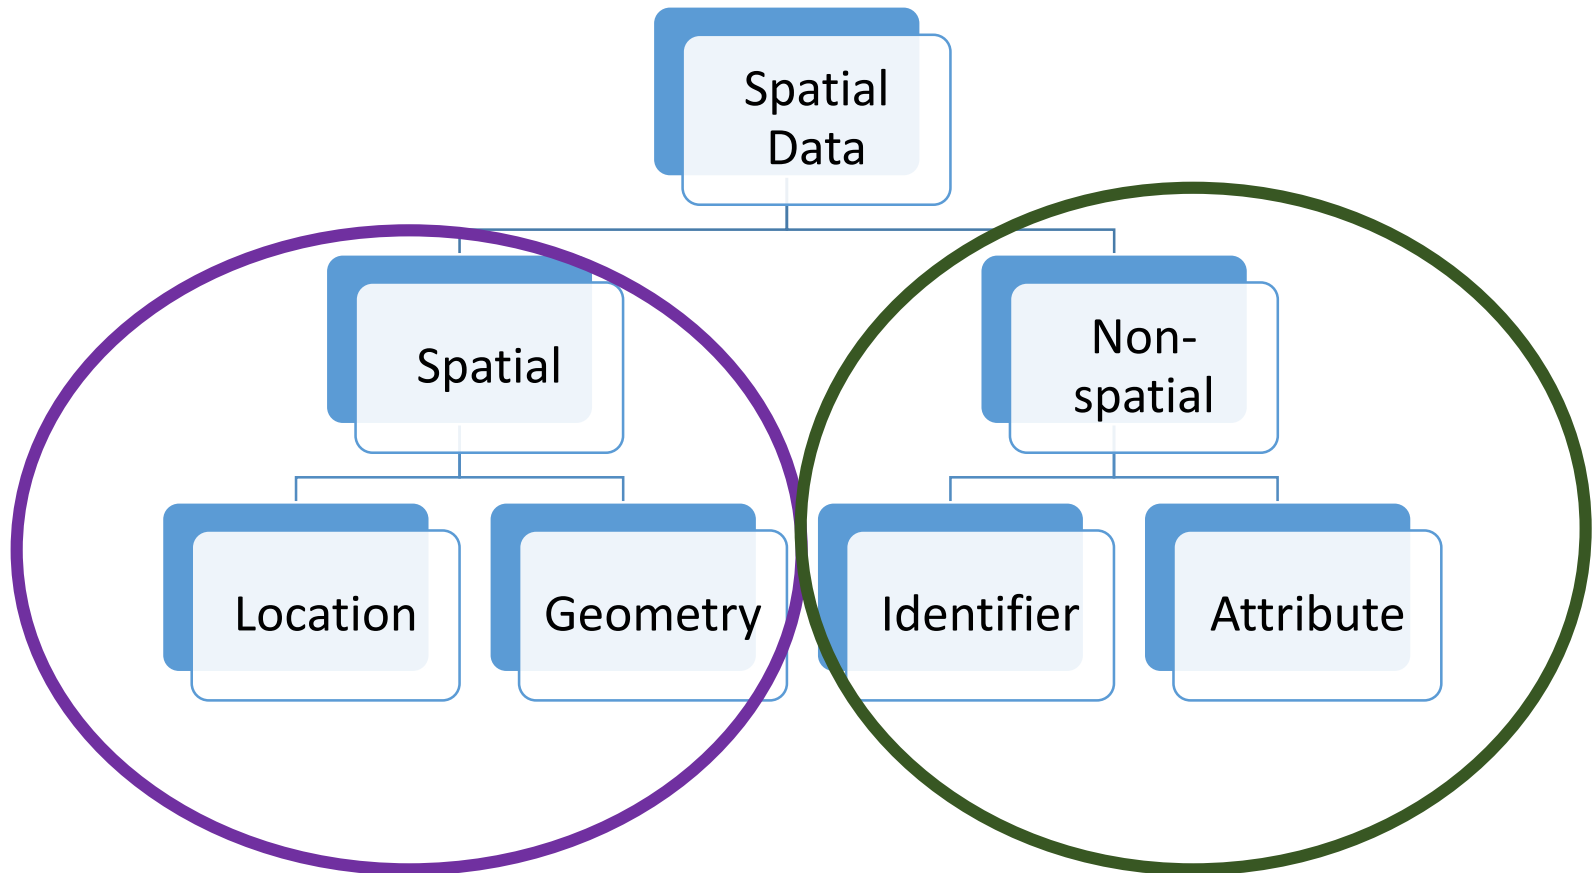 Spatial
Data
Spatial
Non-
spatial
Location
Geometry
Identifier
Attribute